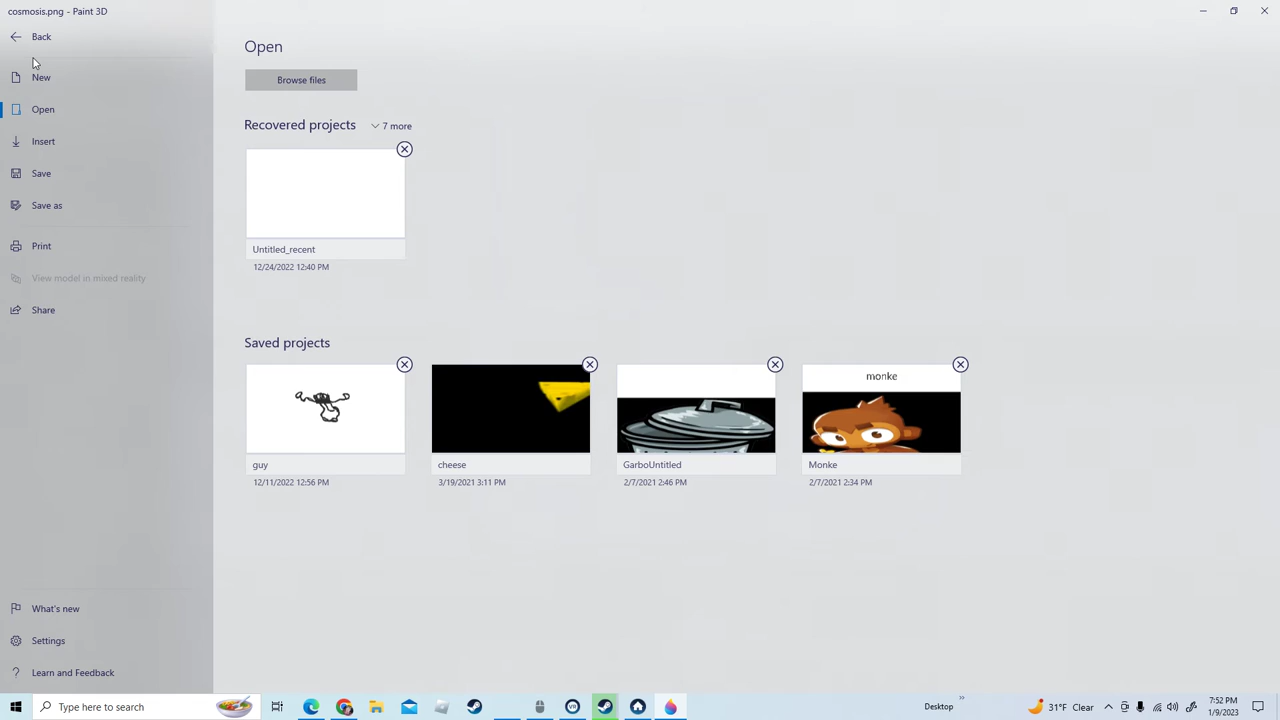 cosmosis.png - Paint 3D
Back
New
Open
Insert
Save
Save as
Print
View model in mixed reality
Share
What's new
Settings
Learn and Feedback
Open
Browse files
Recovered projects 7 more
Untitled_recent
12/24/2022 12:40 PM
Saved projects
monke
guy cheese GarboUntitled Monke
12/11/2022 12:56 PM 3/19/2021 3:11 PM 2/7/2021 2:46 PM 2/7/2021 2:34 PM
Type here to search
Desktop
31°F Clear
7:52 PM
1/9/2023